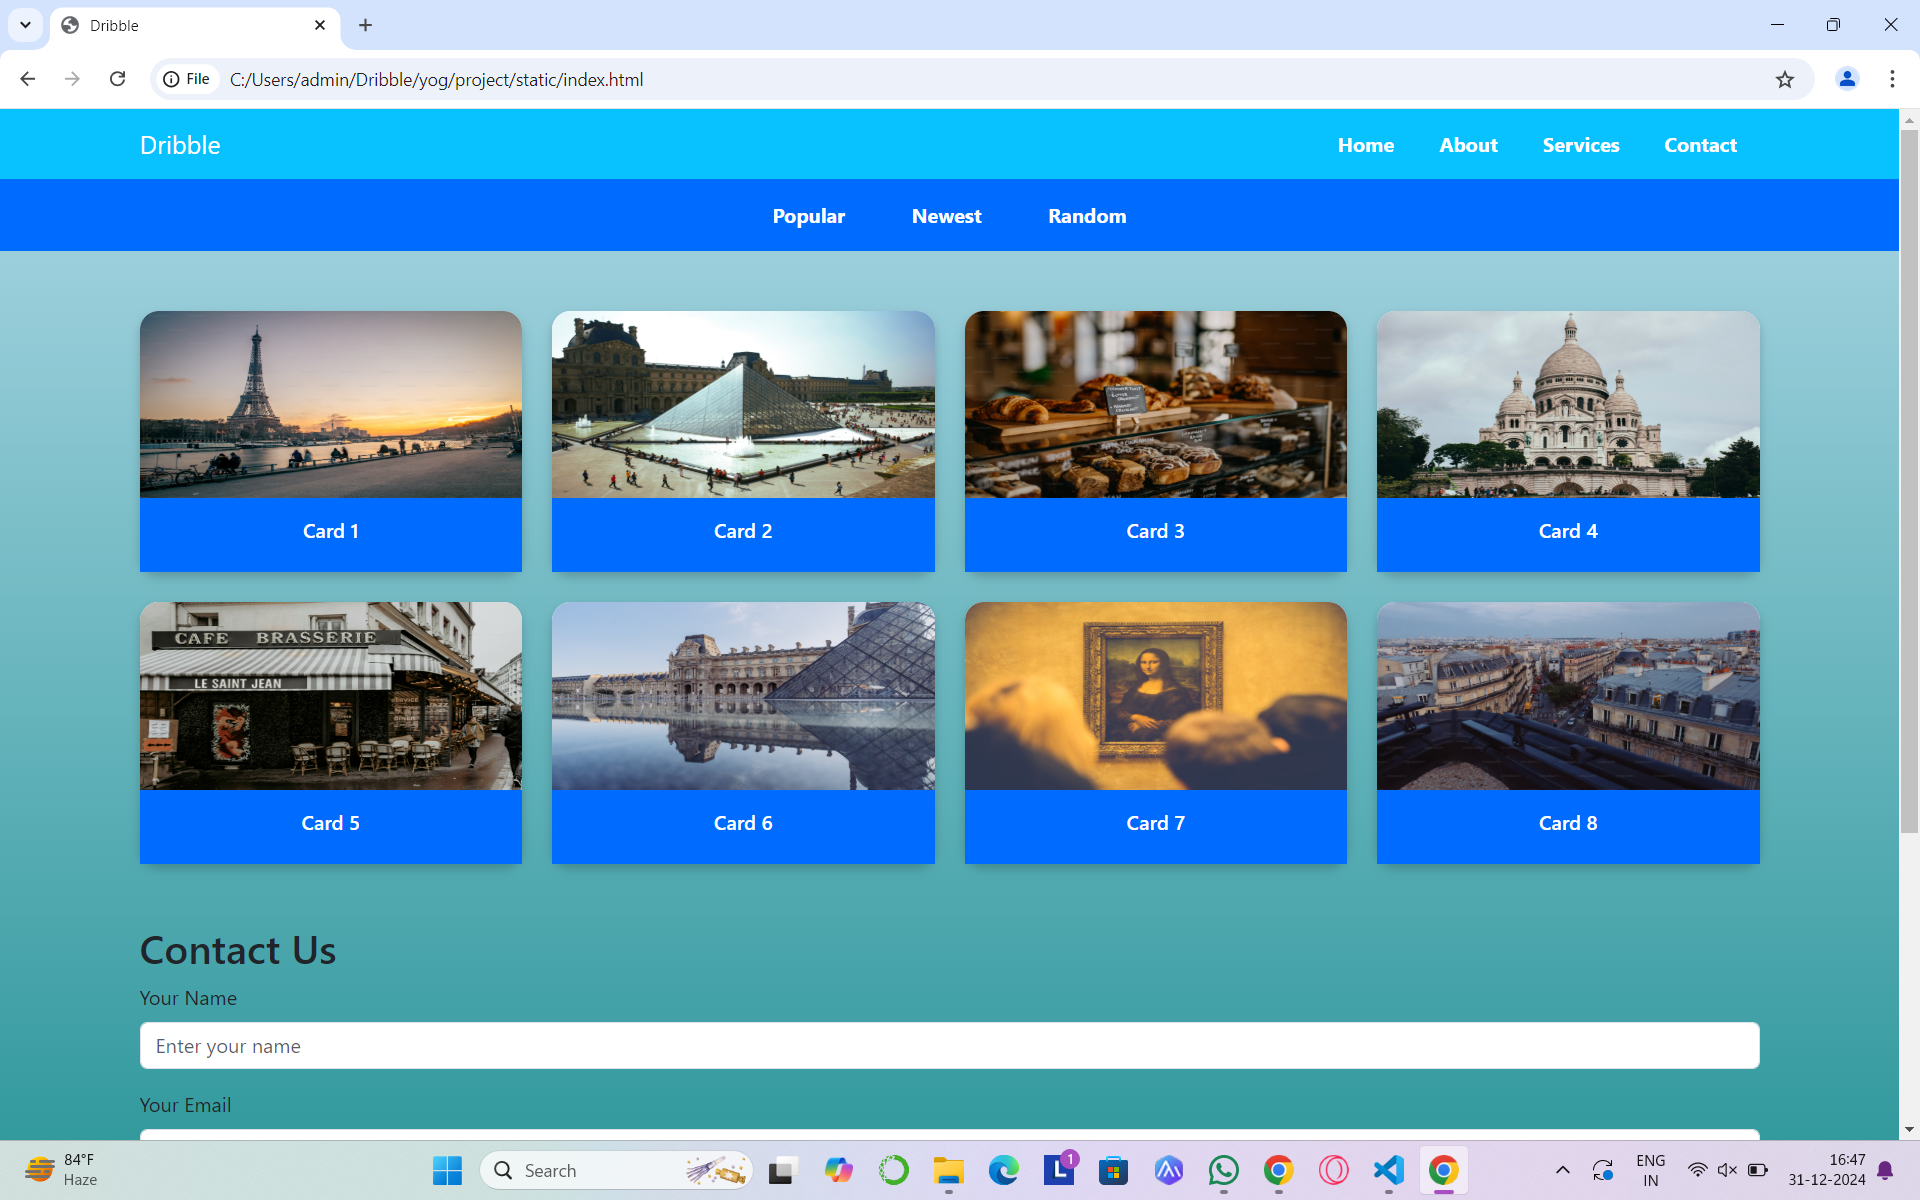 Dribble
File C:/Users/admin/Dribble/yog/project/static/index.html
Dribble Home About Services Contact
Popular Newest Random
Card 1 Card 2 Card 3 Card 4
CAFE BRASSERIE
LE SAINT JEAN
Card 5 Card 6 Card 7 Card 8
Contact Us
Your Name
Enter your name
Your Email
84°F
Haze
Search
1
ENG
IN
16:47
31-12-2024